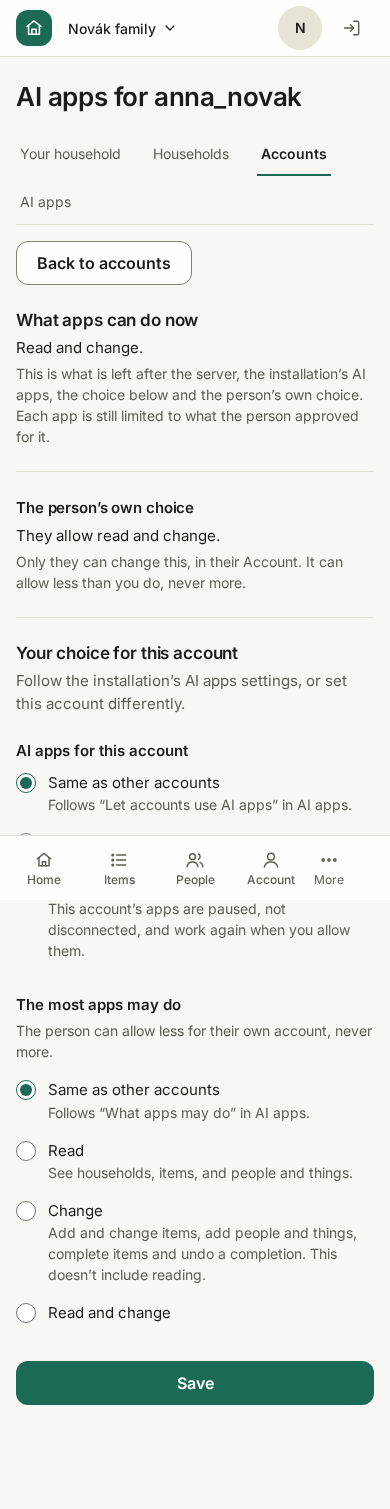 Novák family
N
AI apps for anna_novak
Your household
Households
Accounts
AI apps
Back to accounts
What apps can do now
Read and change.
This is what is left after the server, the installation’s AI
apps, the choice below and the person’s own choice.
Each app is still limited to what the person approved
for it.
The person’s own choice
They allow read and change.
Only they can change this, in their Account. It can
allow less than you do, never more.
Your choice for this account
Follow the installation’s AI apps settings, or set
this account differently.
AI apps for this account
Same as other accounts
Follows “Let accounts use AI apps” in AI apps.
Home
Items
People
Account
More
This account’s apps are paused, not
disconnected, and work again when you allow
them.
The most apps may do
The person can allow less for their own account, never
more.
Same as other accounts
Follows “What apps may do” in AI apps.
Read
See households, items, and people and things.
Change
Add and change items, add people and things,
complete items and undo a completion. This
doesn’t include reading.
Read and change
Save